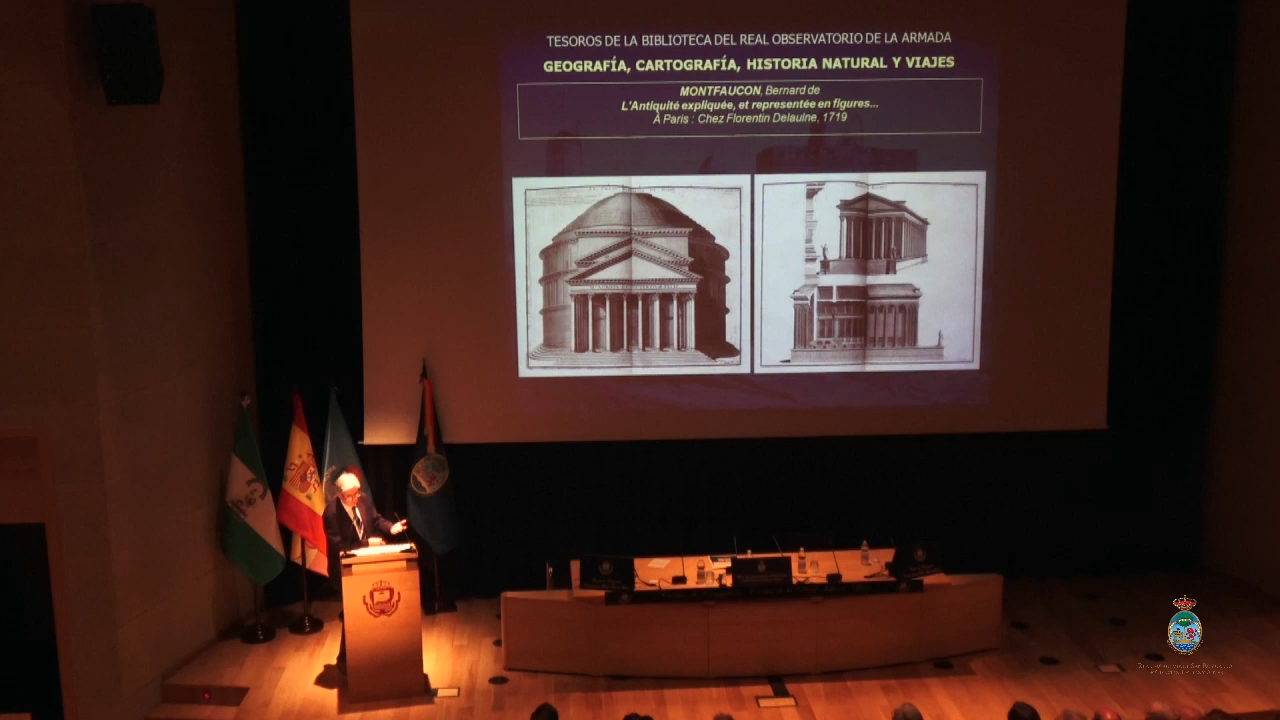 TESOROS DE LA BIBLIOTECA DEL REAL OBSERVATORIO DE LA ARMADA
GEOGRAFÍA, CARTOGRAFÍA, HISTORIA NATURAL Y VIAJES
MONTFAUCON, Bernard de
L'Antiquité expliquée, et representée en figures...
À Paris : Chez Florentin Delaulne, 1719